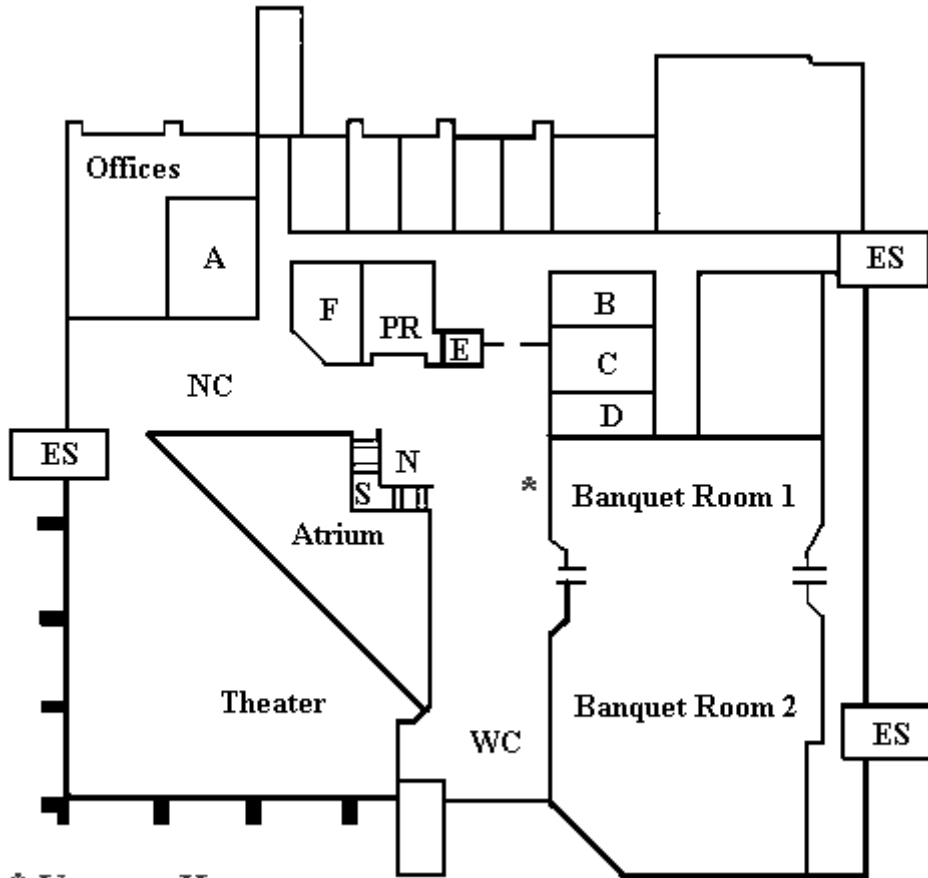 Offices
A
ES
B
F
PR
E
C
NC
D
ES
N
*
S
Banquet Room 1
Atrium
Theater
Banquet Room 2
WC
ES
*